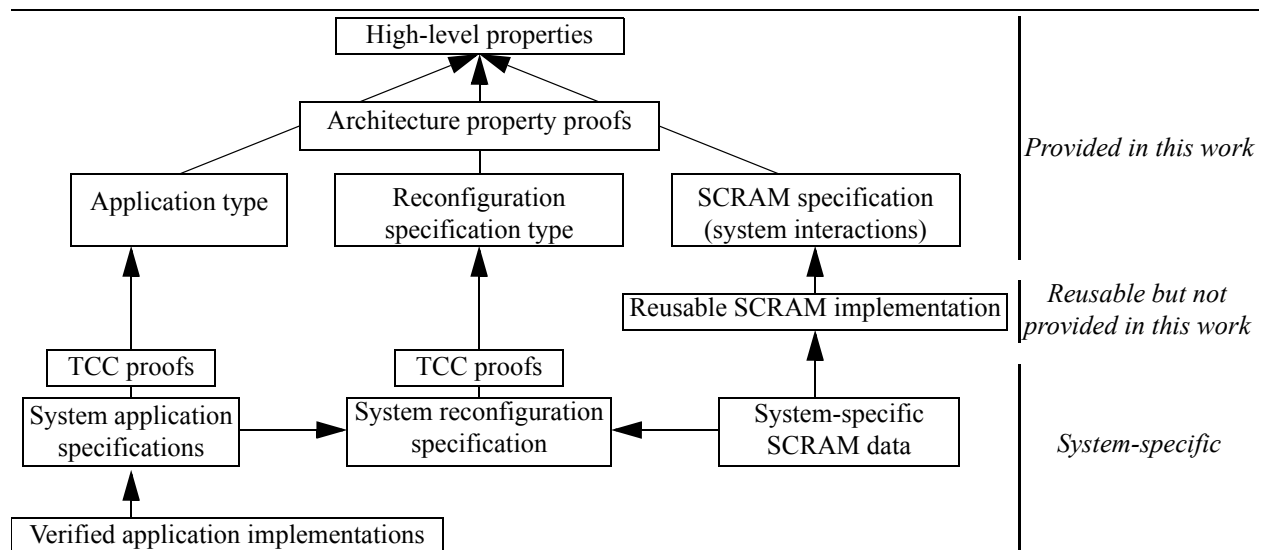 High-level properties
Architecture property proofs
Provided in this work
Application type
Reconfiguration
specification type
SCRAM specification
(system interactions)
Reusable SCRAM implementation
Reusable but not
provided in this work
TCC proofs
TCC proofs
System application
specifications
System reconfiguration
specification
System-specific
SCRAM data
System-specific
Verified application implementations